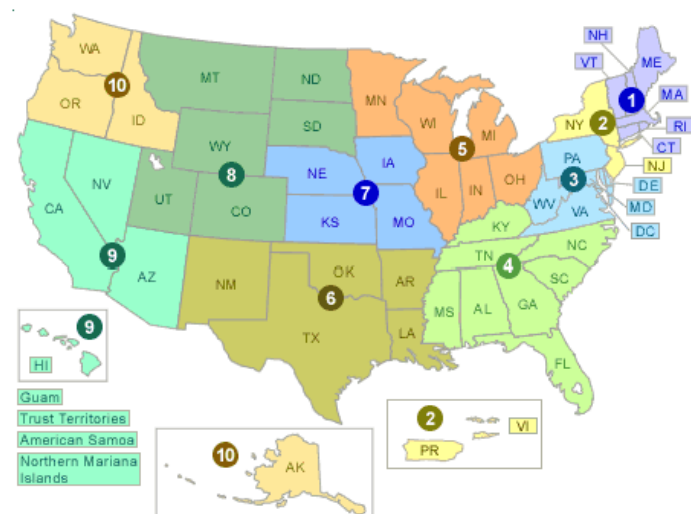 WA
MT
ND
MN
OR
10
ID
WY
SD
WI
MI
5
NH
VT
ME
1
MA
NY
2
RI
CT
NJ
PA
3
DE
WV
VA
MD
DC
NV
UT
8
CO
NE
IA
7
KS
MO
IL
IN
OH
KY
CA
9
AZ
NM
OK
6
TX
AR
LA
TN
4
NC
SC
MS
AL
GA
FL
9
HI
Guam
Trust Territories
American Samoa
Northern Mariana
Islands
10
AK
2
PR
VI